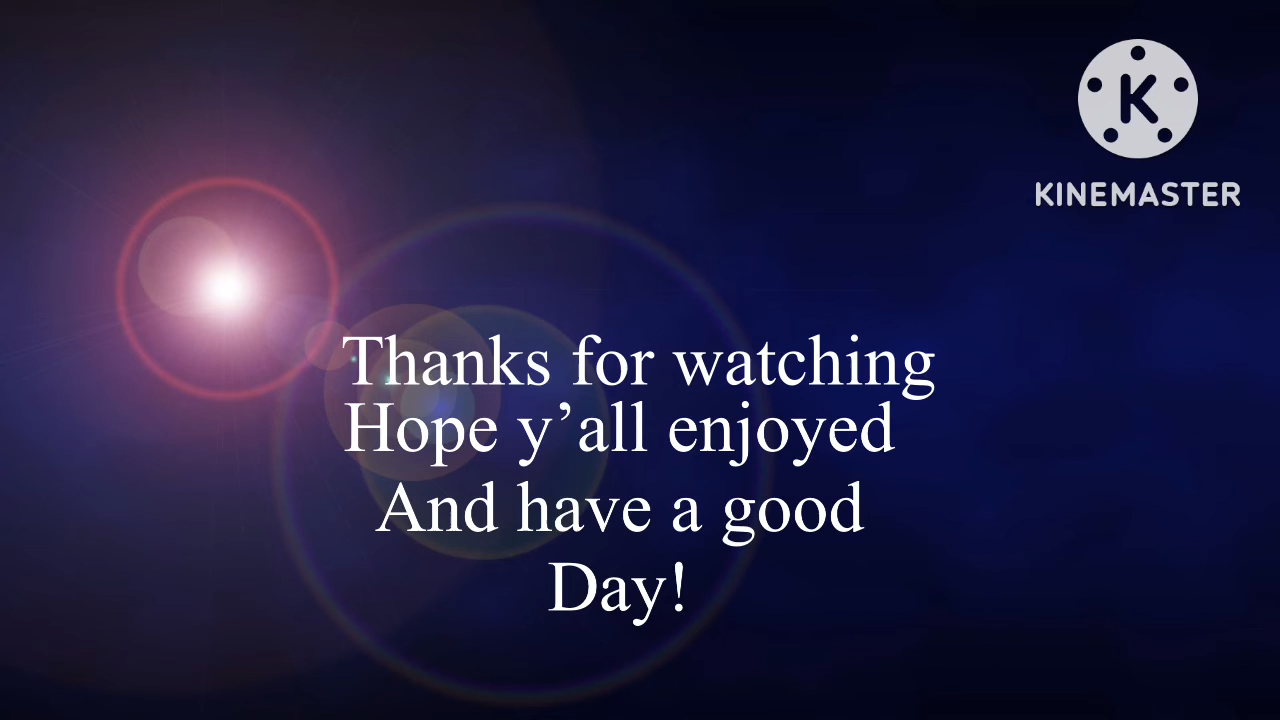 K
KINEMASTER
Thanks for watching
Hope y’all enjoyed
And have a good
Day!